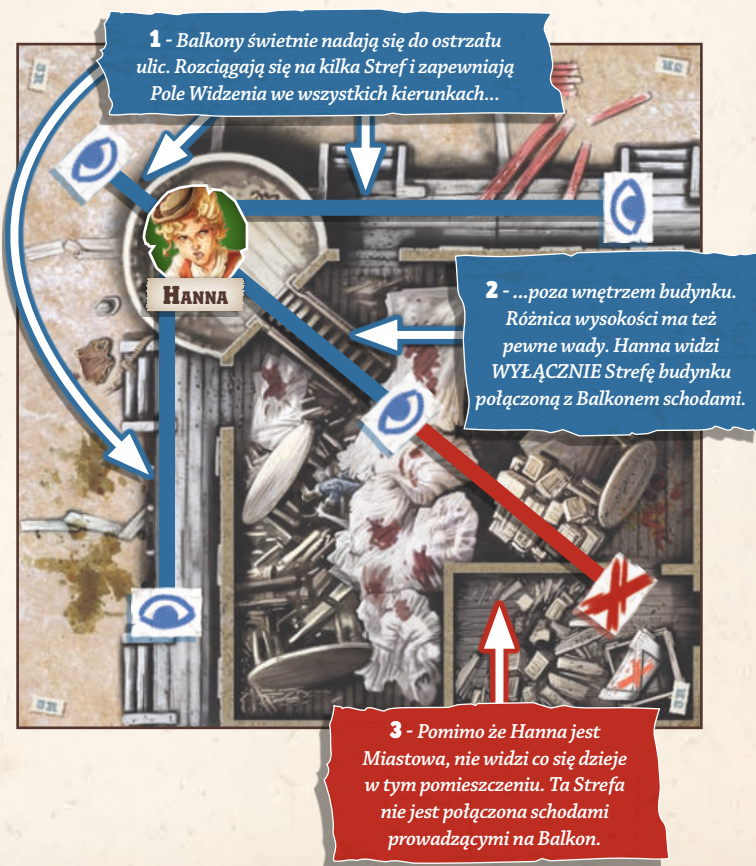 1 - Balkony świetnie nadają się do ostrzału
ulic. Rozciągają się na kilka Stref i zapewniają
Pole Widzenia we wszystkich kierunkach...
HANNA
2 - ...poza wnętrzem budynku.
Różnica wysokości ma też
pewne wady. Hanna widzi
WYŁĄCZNIE Strefę budynku
połączoną z Balkonem schodami.
3 - Pomimo że Hanna jest
Miastowa, nie widzi co się dzieje
w tym pomieszczeniu. Ta Strefa
nie jest połączona schodami
prowadzącymi na Balkon.